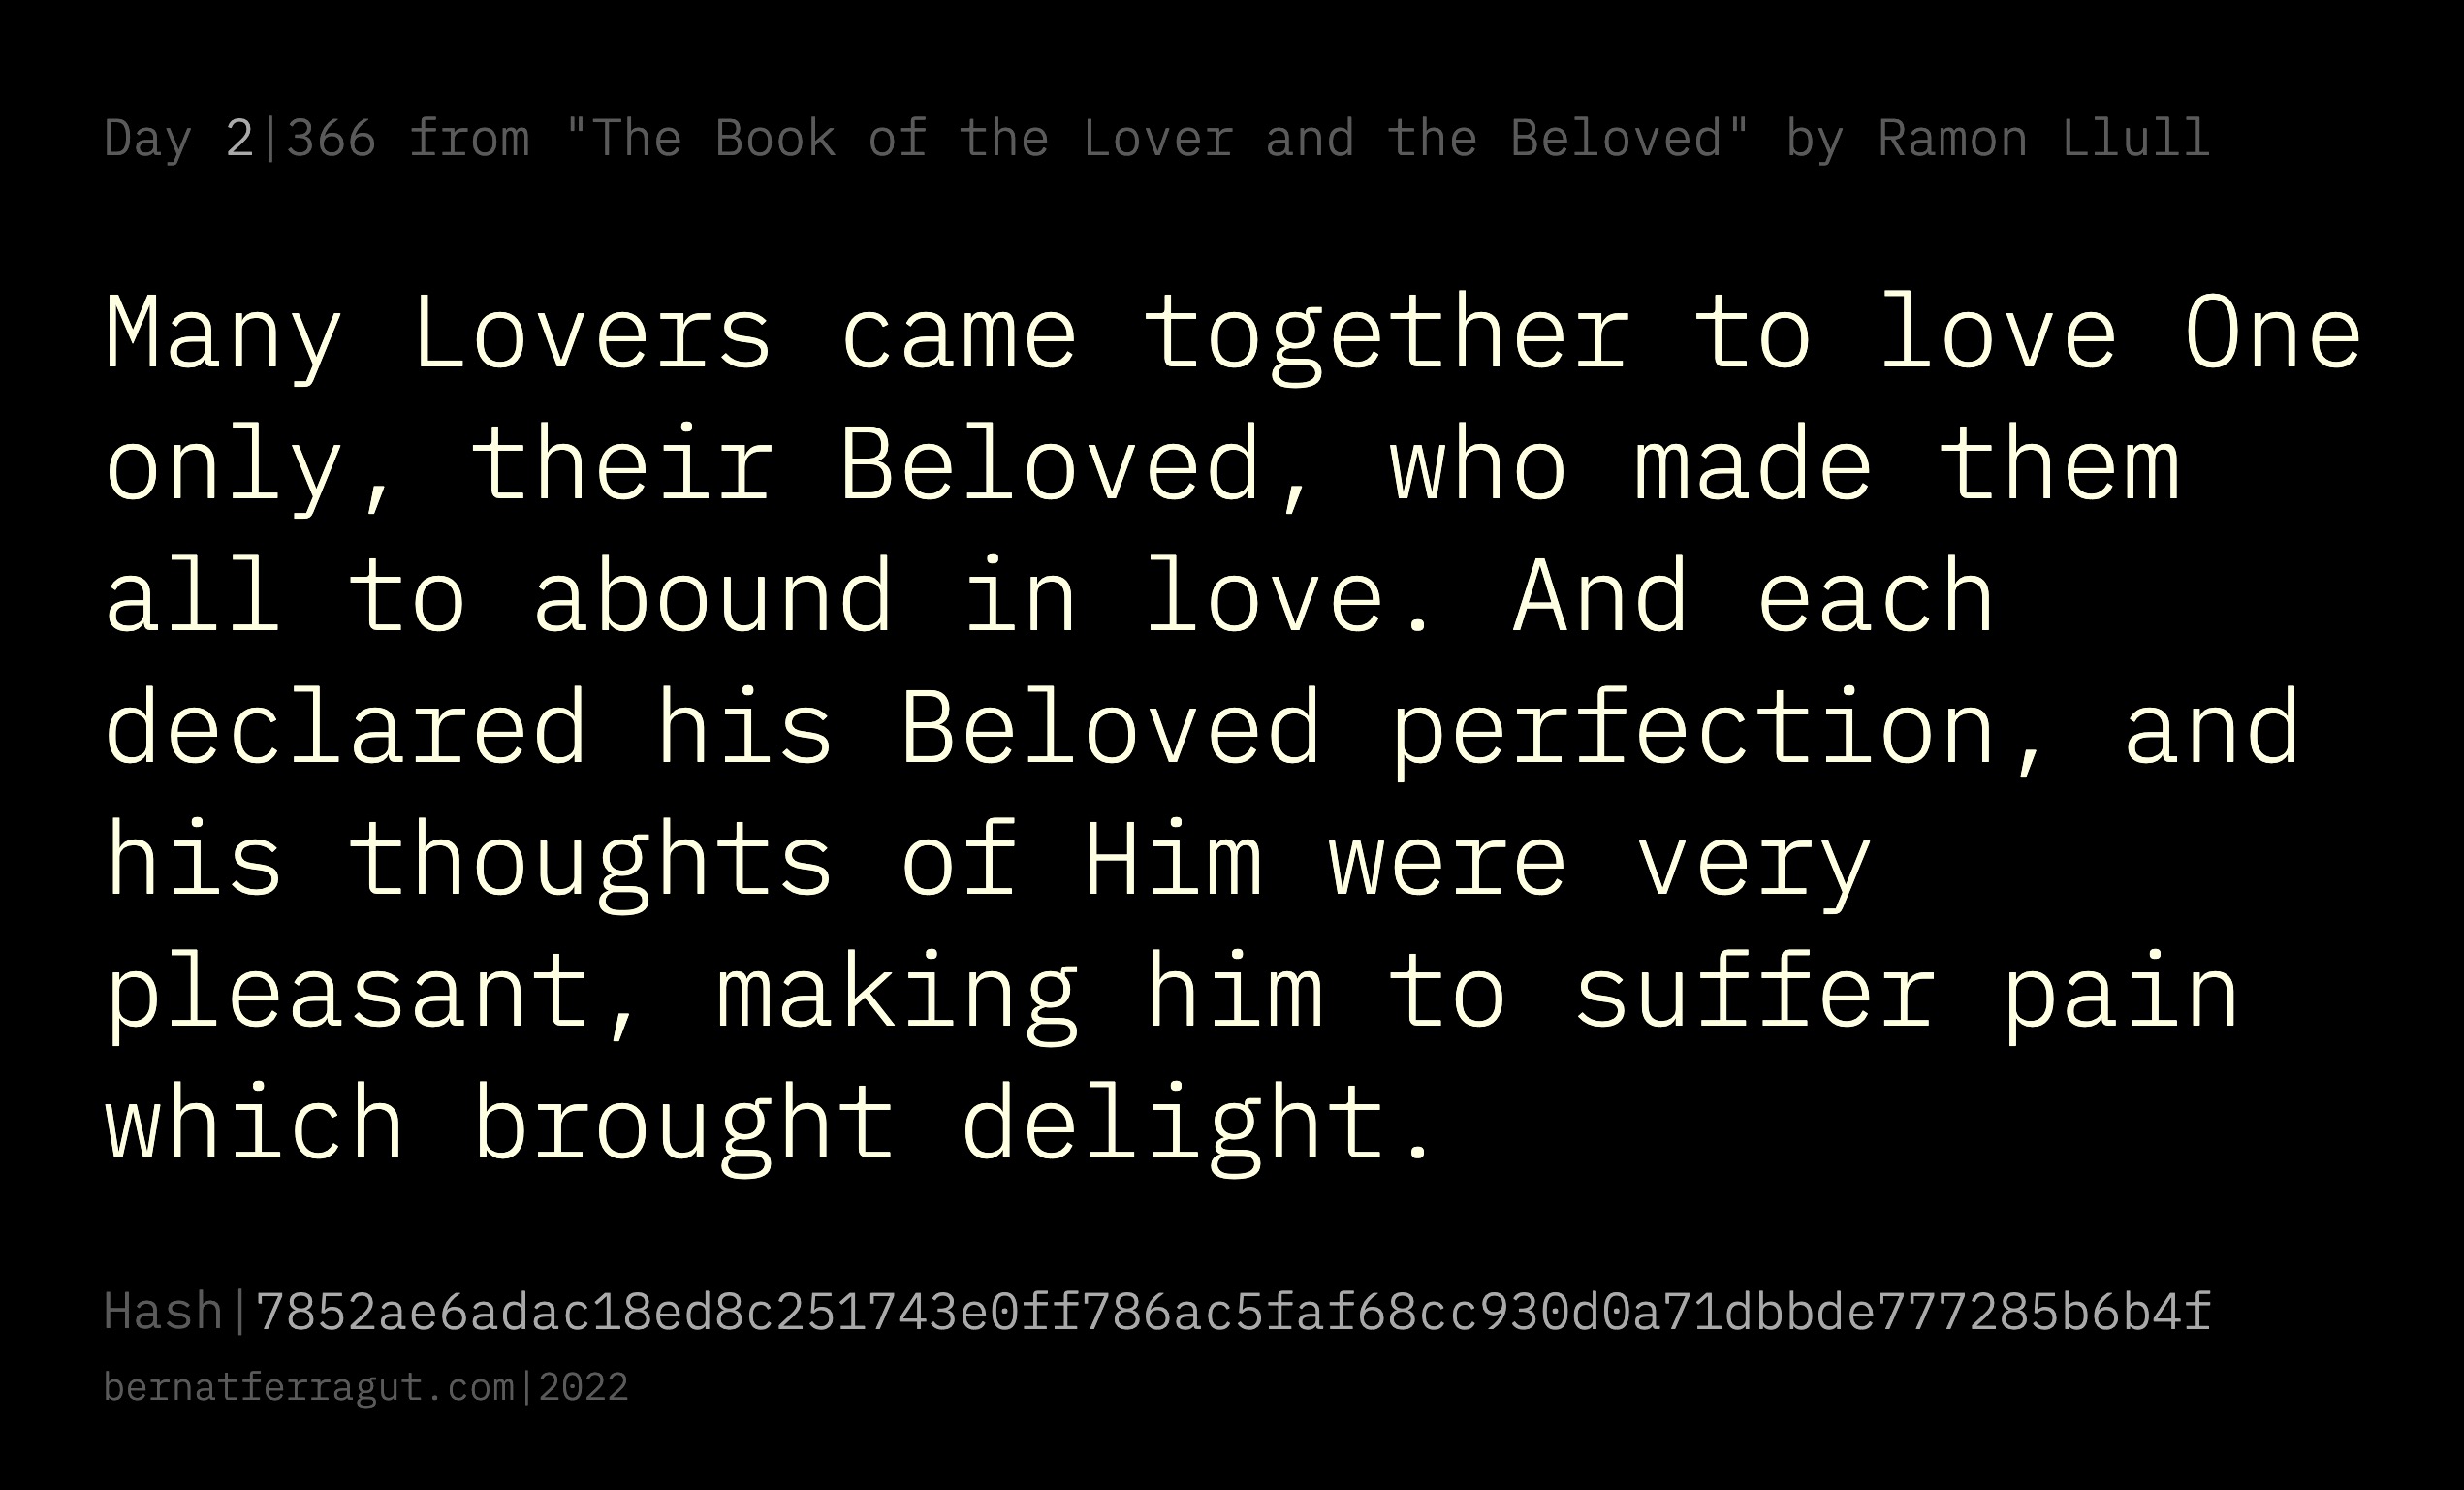 Day 2|366 from "The Book of the Lover and the Beloved" by Ramon Llull
Many Lovers came together to love One
only, their Beloved, who made them
all to abound in love. And each
declared his Beloved perfection, and
his thoughts of Him were very
pleasant, making him to suffer pain
which brought delight.
Hash|7852ae6adac18ed8c251743e0ff786ac5faf68cc930d0a71dbbde777285b6b4f
bernatferragut.com|2022